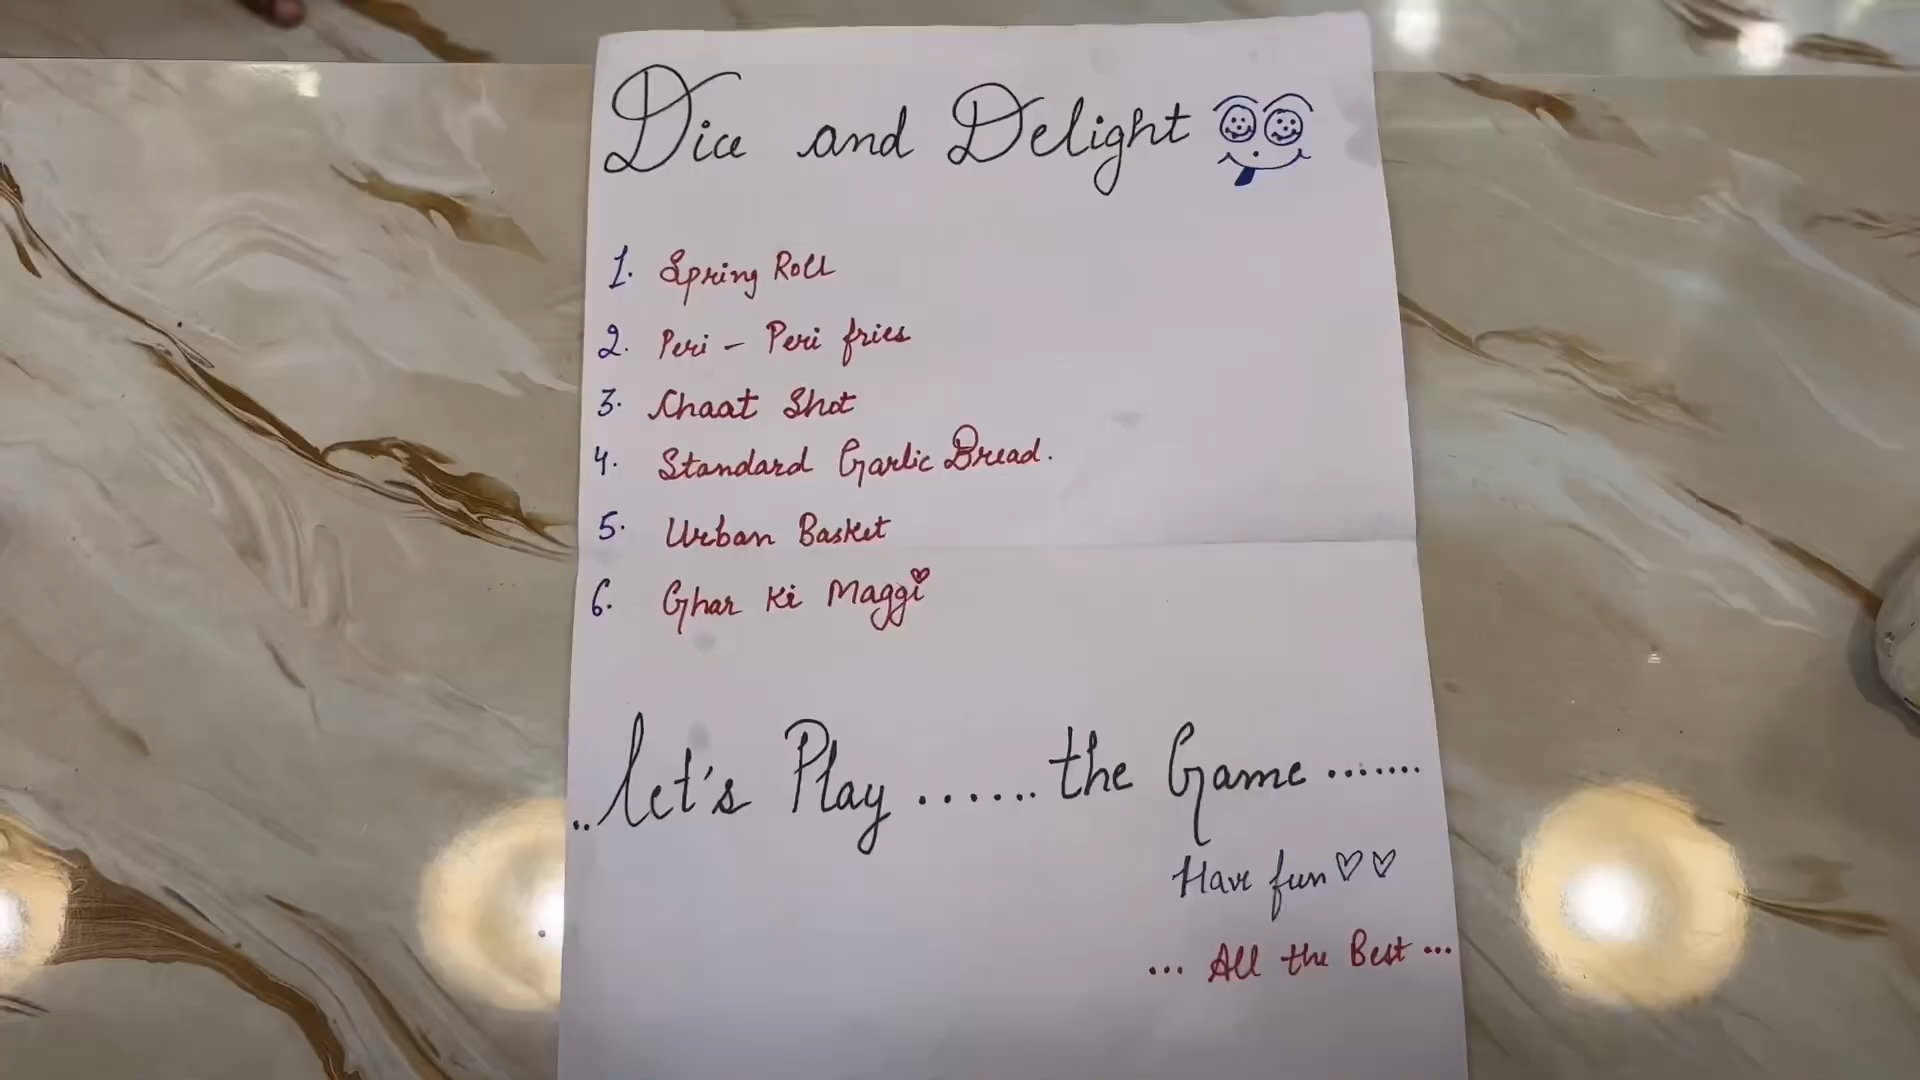 Dice and Delight
1. Spring Roll
2. Peri - Peri fries
3. Chaat Shot
4. Standard Garlic Bread.
5. Urban Basket
6. Ghar Ki Maggi
..Let's Play ...... the Game .......
Have fun ♡♡
... All the Best ...